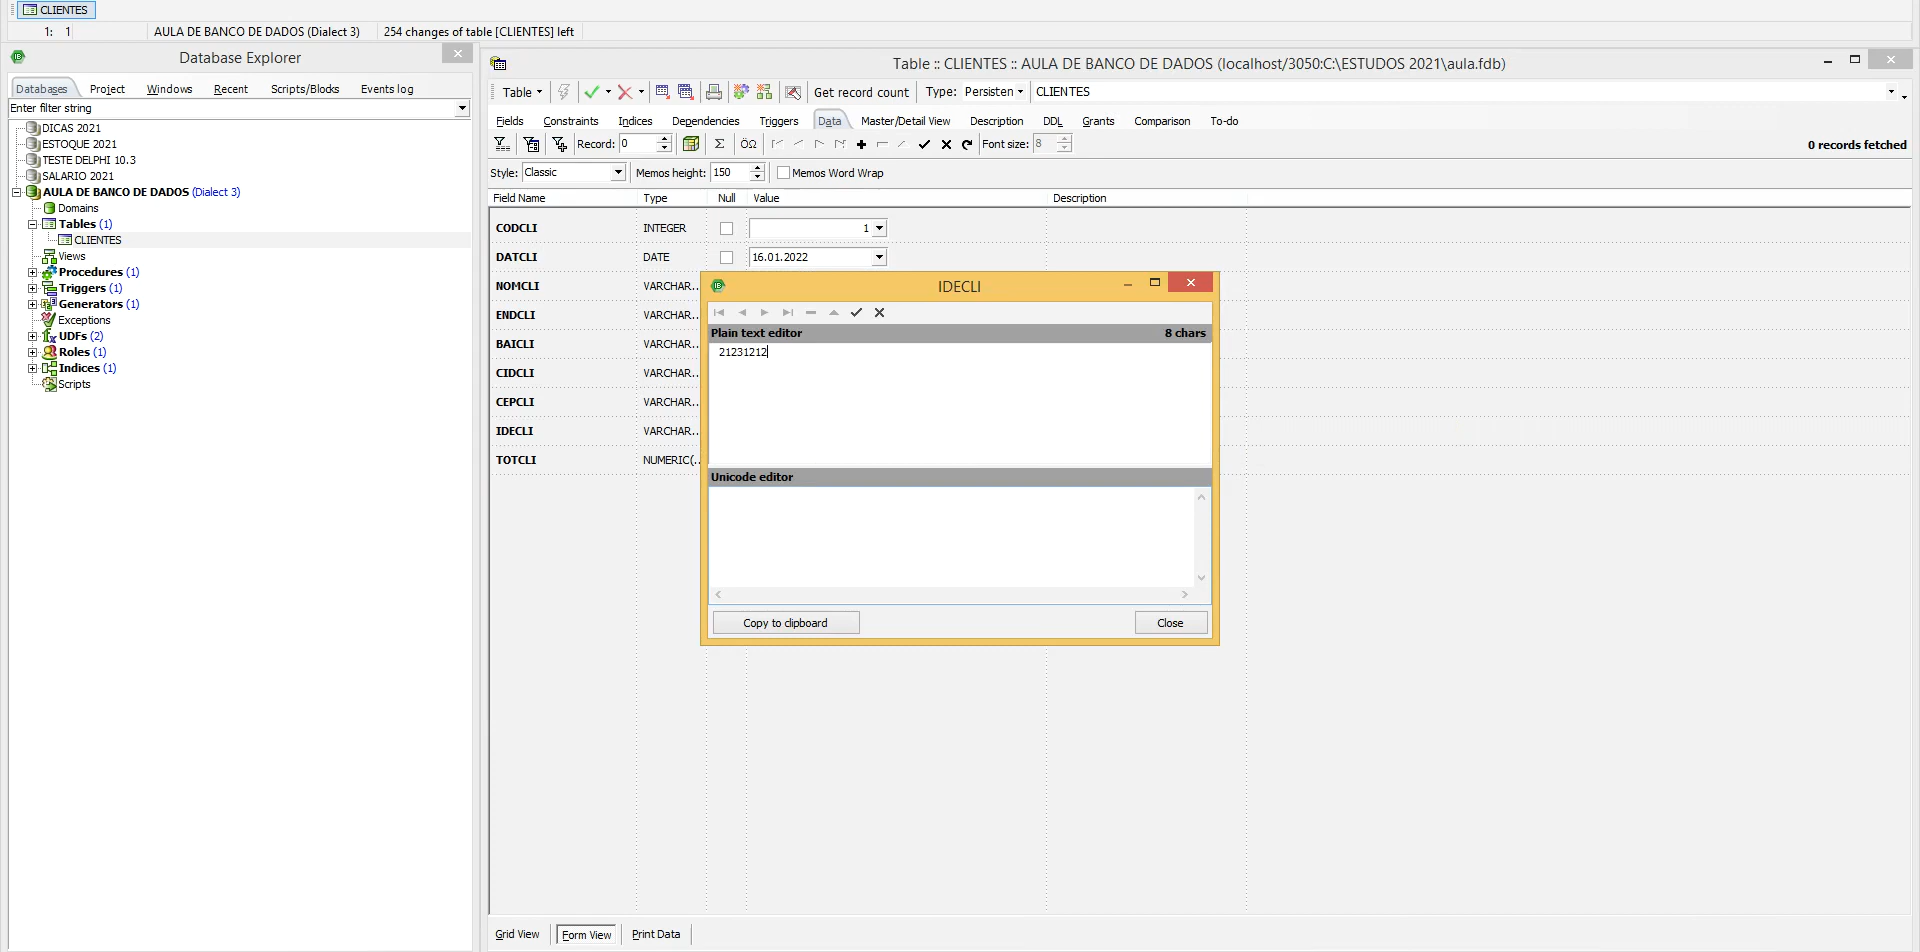 CLIENTES
1: 1 AULA DE BANCO DE DADOS (Dialect 3) 254 changes of table [CLIENTES] left
Database Explorer
Databases Project Windows Recent Scripts/Blocks Events log
Enter filter string
DICAS 2021
ESTOQUE 2021
TESTE DELPHI 10.3
SALARIO 2021
AULA DE BANCO DE DADOS (Dialect 3)
Domains
Tables (1)
CLIENTES
Views
Procedures (1)
Triggers (1)
Generators (1)
Exceptions
UDFs (2)
Roles (1)
Indices (1)
Scripts
Table :: CLIENTES :: AULA DE BANCO DE DADOS (localhost/3050:C:\ESTUDOS 2021\aula.fdb)
Table Get record count Type: Persisten CLIENTES
Fields Constraints Indices Dependencies Triggers Data Master/Detail View Description DDL Grants Comparison To-do
Record: 0 Σ ÖΩ Font size: 8 0 records fetched
Style: Classic Memos height: 150 Memos Word Wrap
Field Name Type Null Value Description
CODCLI INTEGER 1
DATCLI DATE 16.01.2022
NOMCLI VARCHAR..
ENDCLI VARCHAR..
BAICLI VARCHAR..
CIDCLI VARCHAR..
CEPCLI VARCHAR..
IDECLI VARCHAR..
TOTCLI NUMERIC(..
IDECLI
Plain text editor 8 chars
21231212
Unicode editor
Copy to clipboard Close
Grid View Form View Print Data